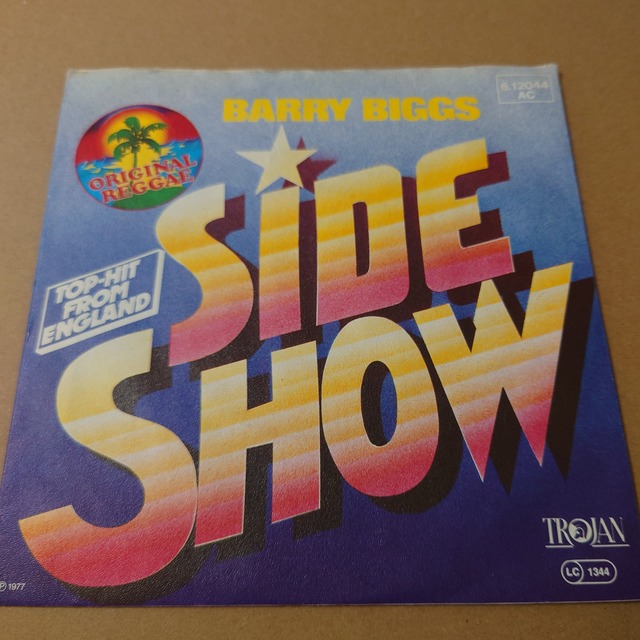 BARRY BIGGS
6.12044
AC
ORIGINAL
REGGAE
SiDE
SHOW
TOP-HIT
FROM
ENGLAND
TROJAN
LC 1344
℗ 1977